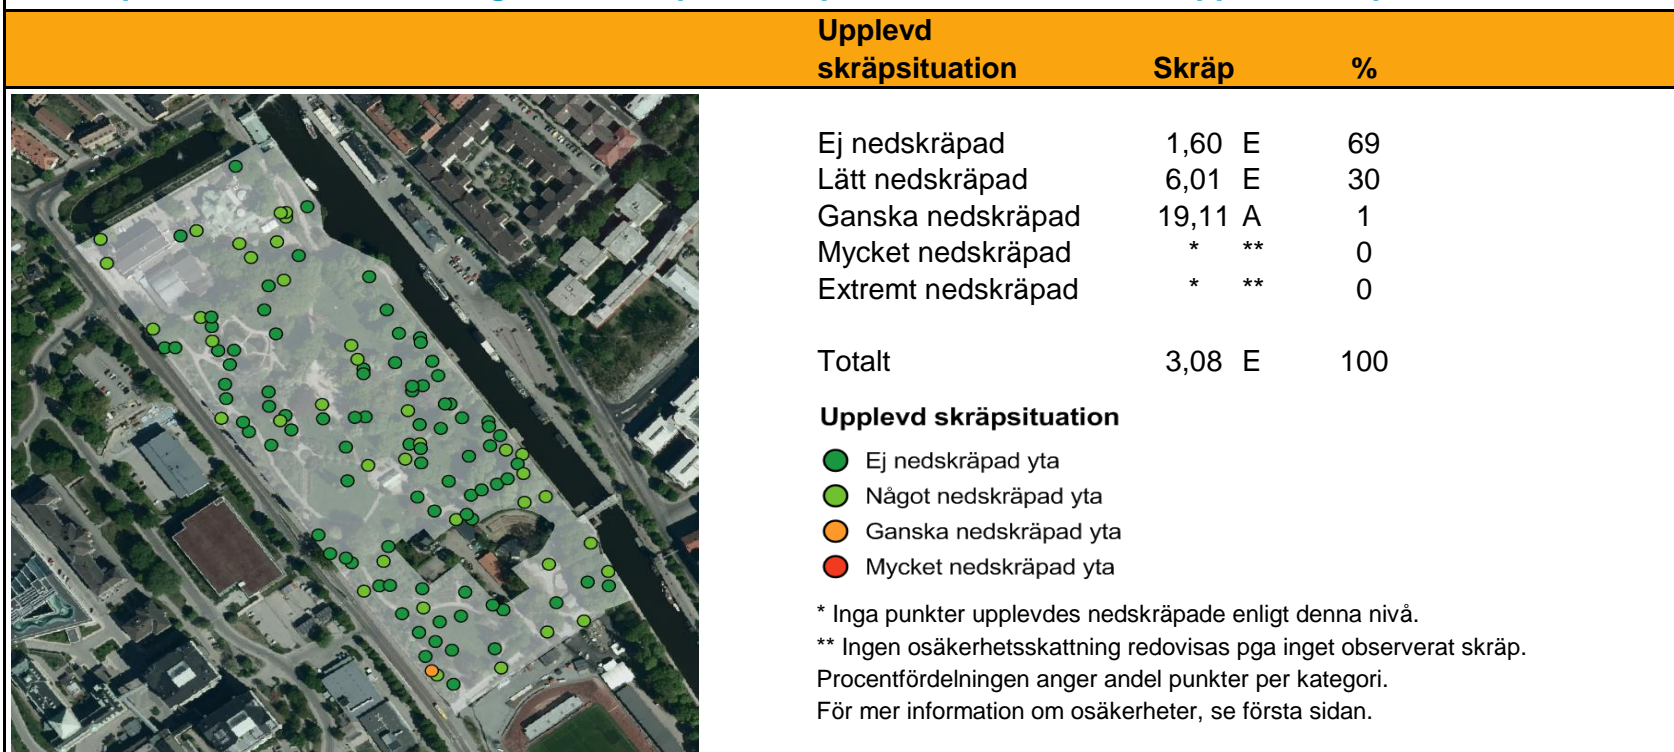 Upplevd
skräpsituation Skräp %
Ej nedskräpad 1,60 E 69
Lätt nedskräpad 6,01 E 30
Ganska nedskräpad 19,11 A 1
Mycket nedskräpad * ** 0
Extremt nedskräpad * ** 0
Totalt 3,08 E 100
Upplevd skräpsituation
Ej nedskräpad yta
Något nedskräpad yta
Ganska nedskräpad yta
Mycket nedskräpad yta
* Inga punkter upplevdes nedskräpade enligt denna nivå.
** Ingen osäkerhetsskattning redovisas pga inget observerat skräp.
Procentfördelningen anger andel punkter per kategori.
För mer information om osäkerheter, se första sidan.